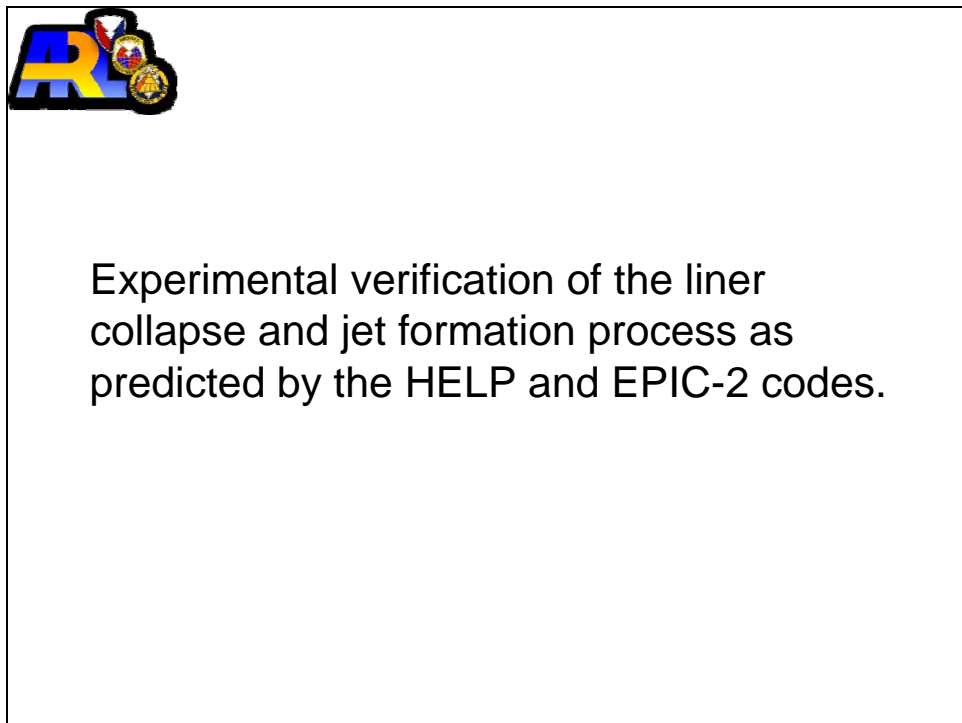 ARL
Experimental verification of the liner
collapse and jet formation process as
predicted by the HELP and EPIC-2 codes.